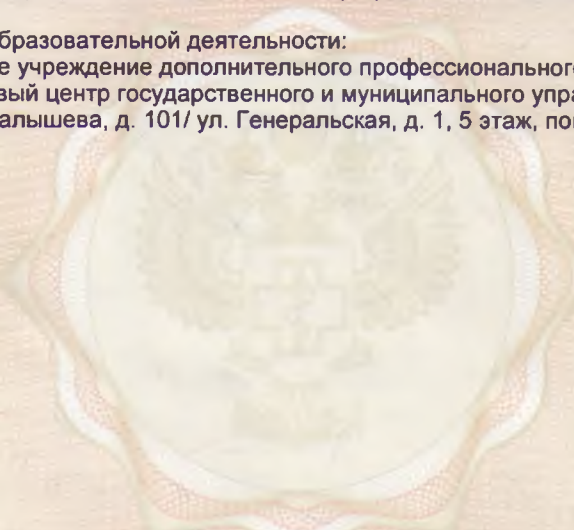 бразовательной деятельности:
е учреждение дополнительного профессионального
вый центр государственного и муниципального упра
алышева, д. 101/ ул. Генеральская, д. 1, 5 этаж, по